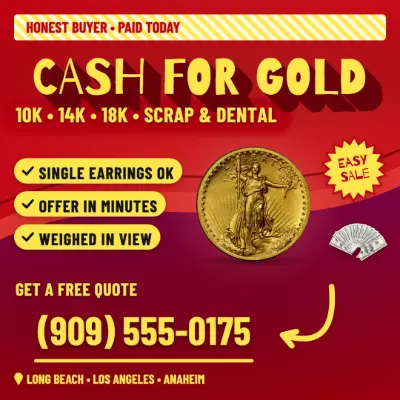 HONEST BUYER • PAID TODAY
CASH FOR GOLD
10K • 14K • 18K • SCRAP & DENTAL
SINGLE EARRINGS OK
OFFER IN MINUTES
WEIGHED IN VIEW
EASY
SALE
GET A FREE QUOTE
(909) 555-0175
LONG BEACH • LOS ANGELES • ANAHEIM